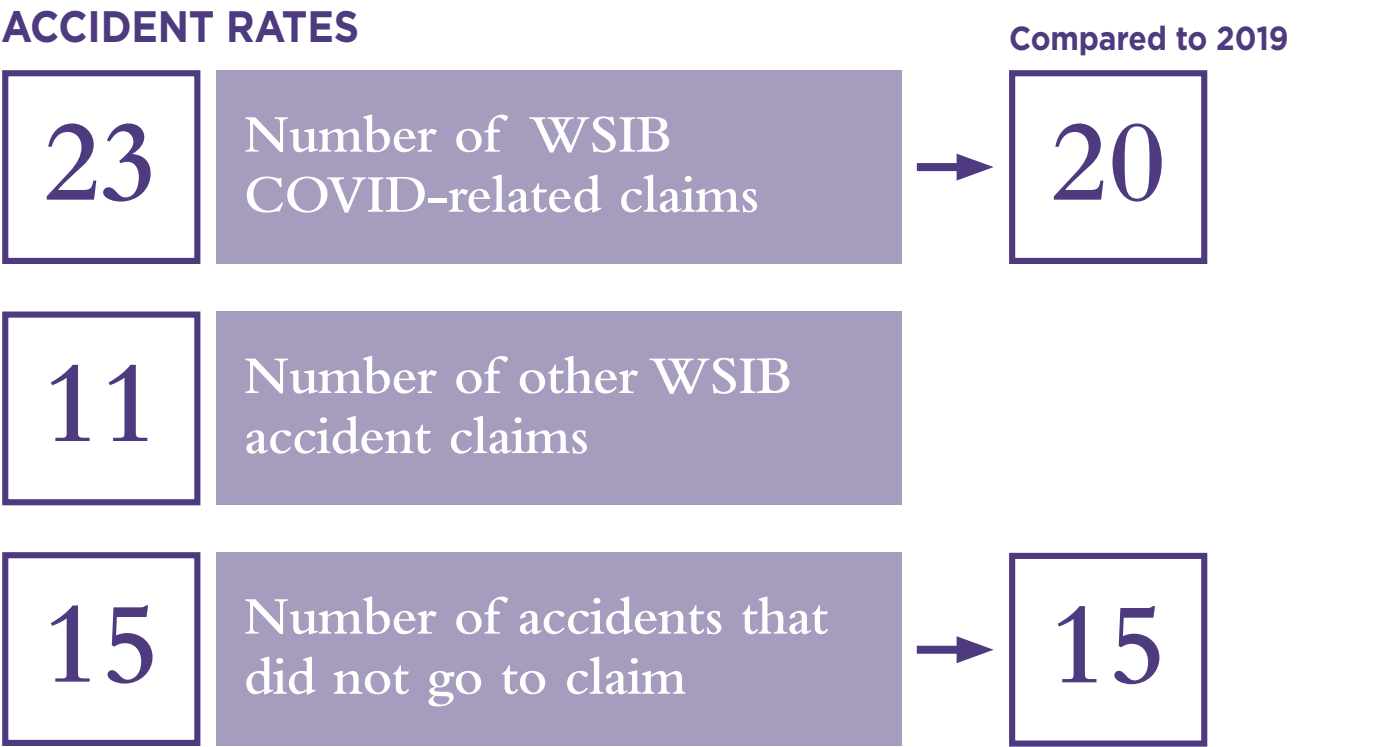 ACCIDENT RATES
Compared to 2019
23
Number of WSIB
COVID-related claims
20
11
Number of other WSIB
accident claims
15
Number of accidents that
did not go to claim
15